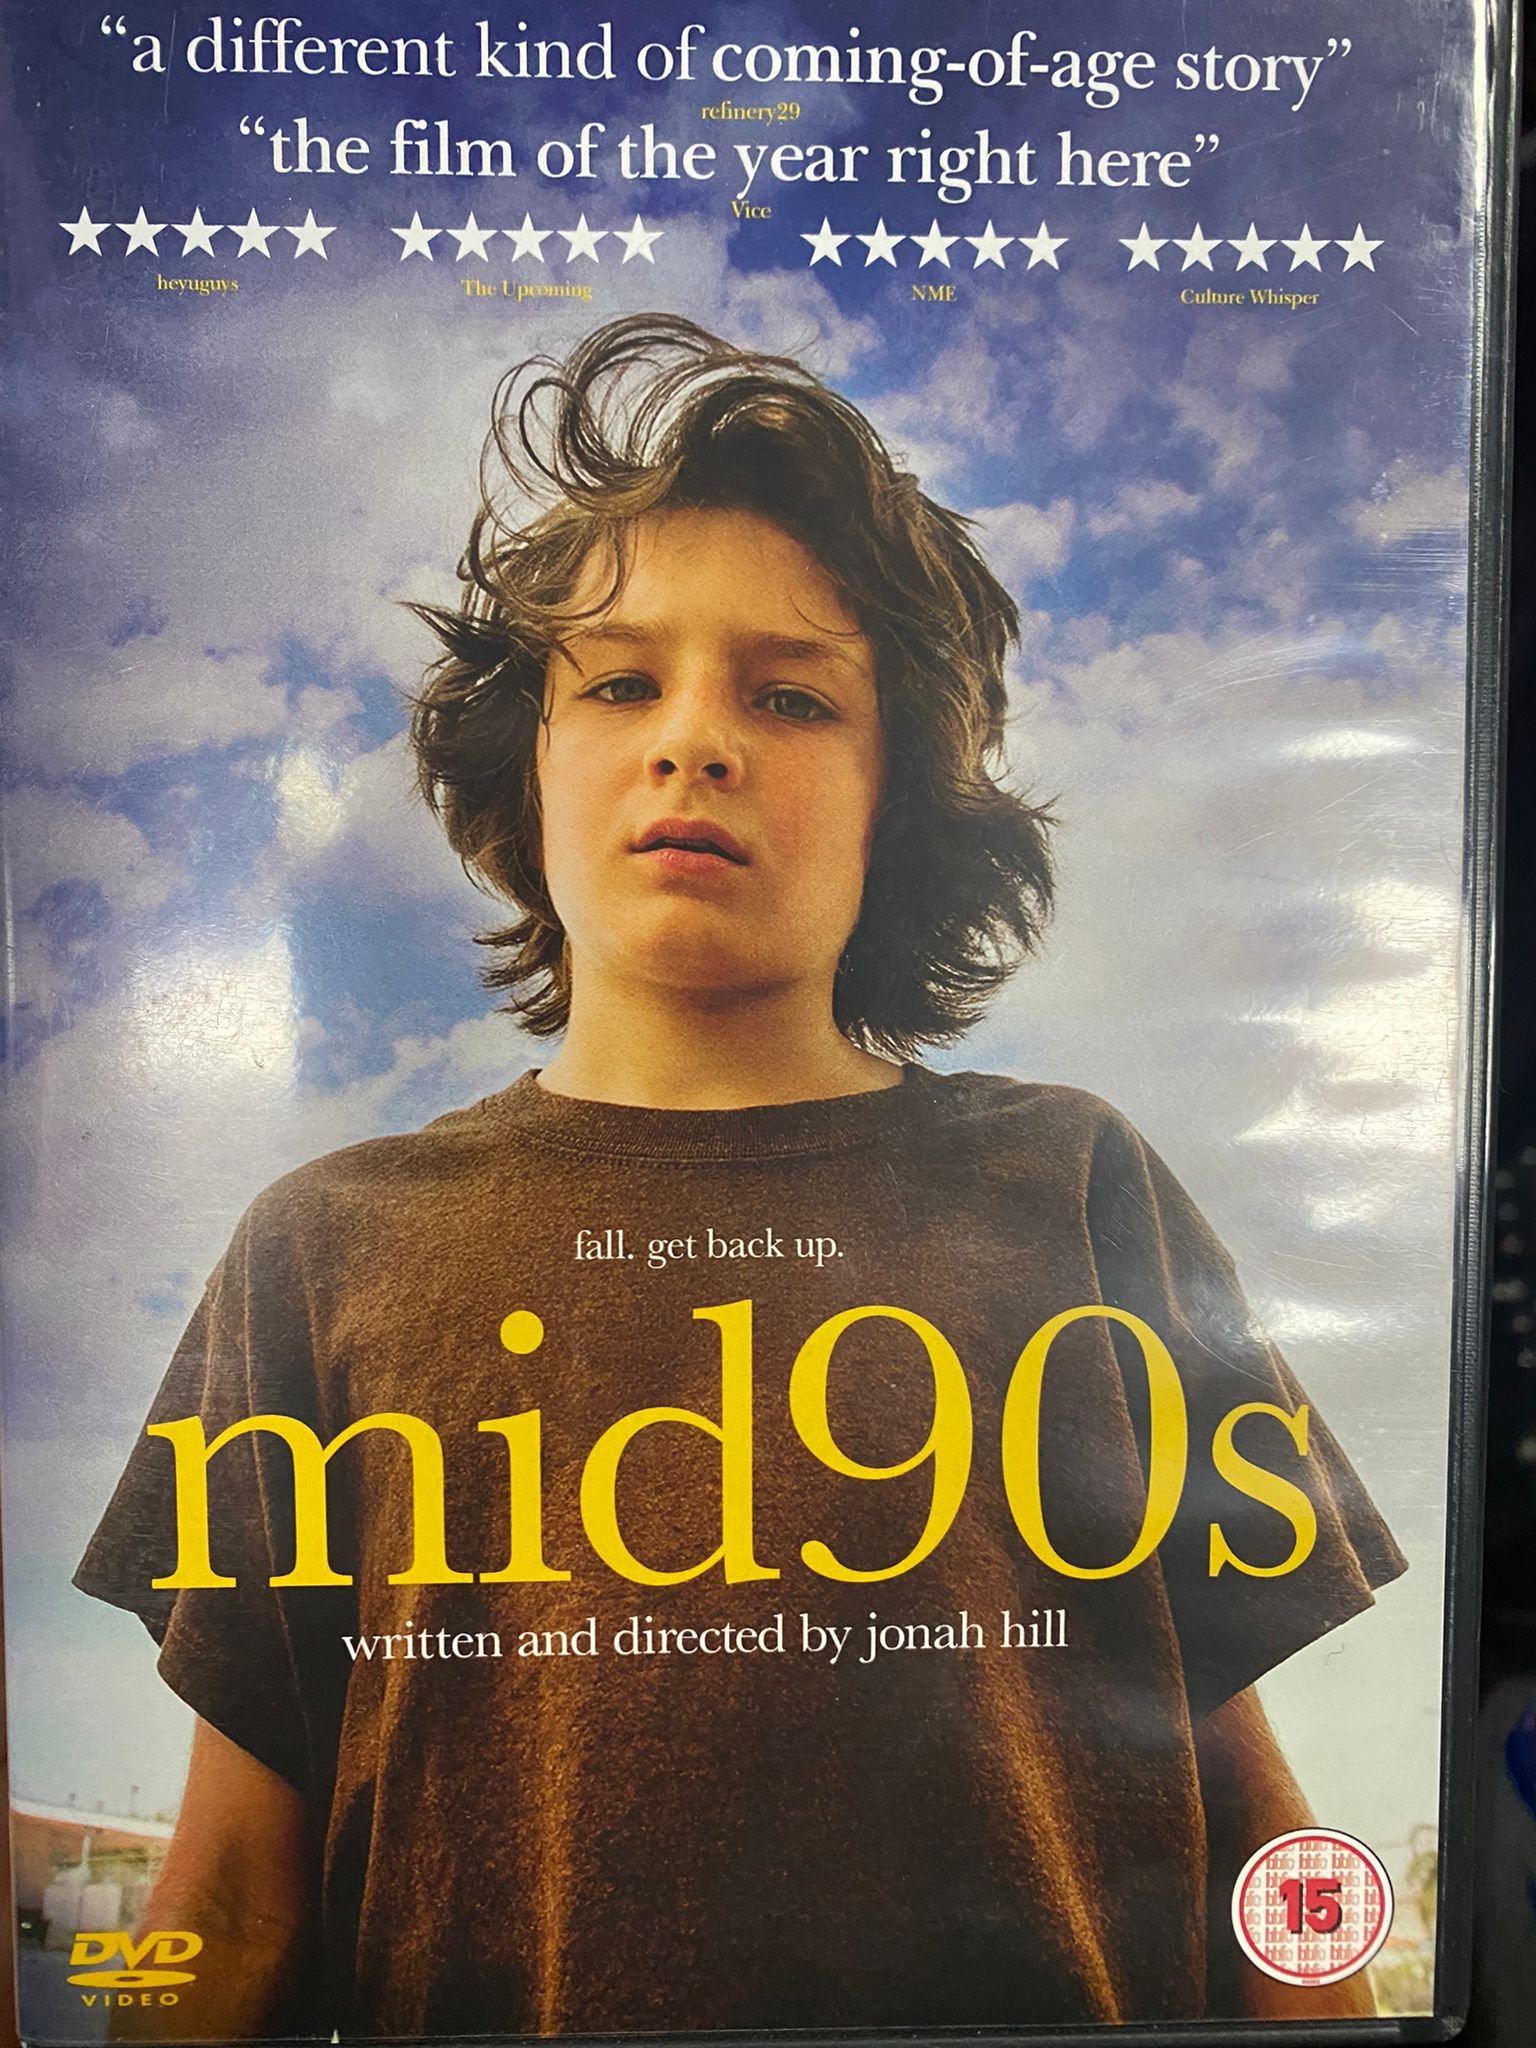 “a different kind of coming-of-age story”
refinery29
“the film of the year right here”
Vice
heyuguys
The Upcoming
NME
Culture Whisper
fall. get back up.
mid90s
written and directed by jonah hill
15
DVD
VIDEO